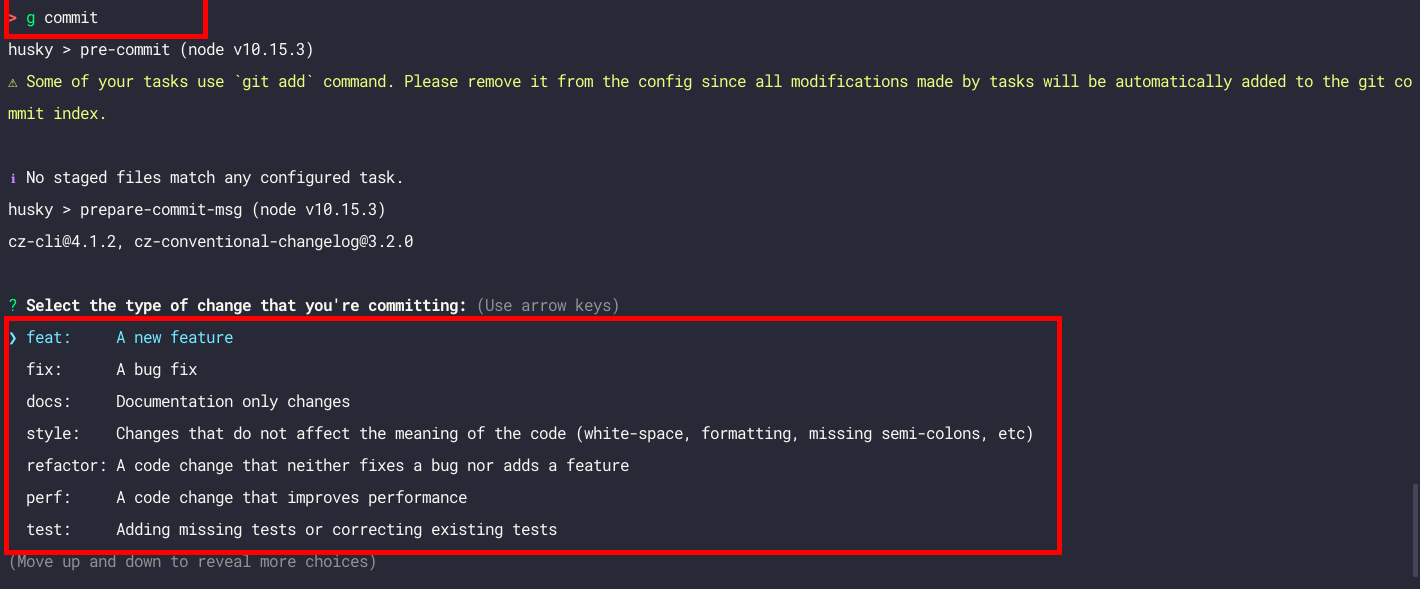 > g commit
husky > pre-commit (node v10.15.3)
⚠ Some of your tasks use `git add` command. Please remove it from the config since all modifications made by tasks will be automatically added to the git co
mmit index.
ℹ No staged files match any configured task.
husky > prepare-commit-msg (node v10.15.3)
cz-cli@4.1.2, cz-conventional-changelog@3.2.0
? Select the type of change that you're committing: (Use arrow keys)
❯ feat:     A new feature
  fix:      A bug fix
  docs:     Documentation only changes
  style:    Changes that do not affect the meaning of the code (white-space, formatting, missing semi-colons, etc)
  refactor: A code change that neither fixes a bug nor adds a feature
  perf:     A code change that improves performance
  test:     Adding missing tests or correcting existing tests
(Move up and down to reveal more choices)